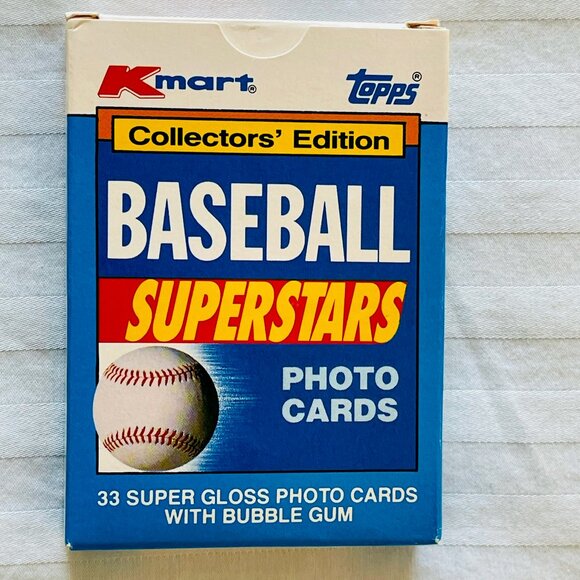 Kmart® Topps®
Collectors' Edition
BASEBALL
SUPERSTARS
PHOTO
CARDS
33 SUPER GLOSS PHOTO CARDS
WITH BUBBLE GUM